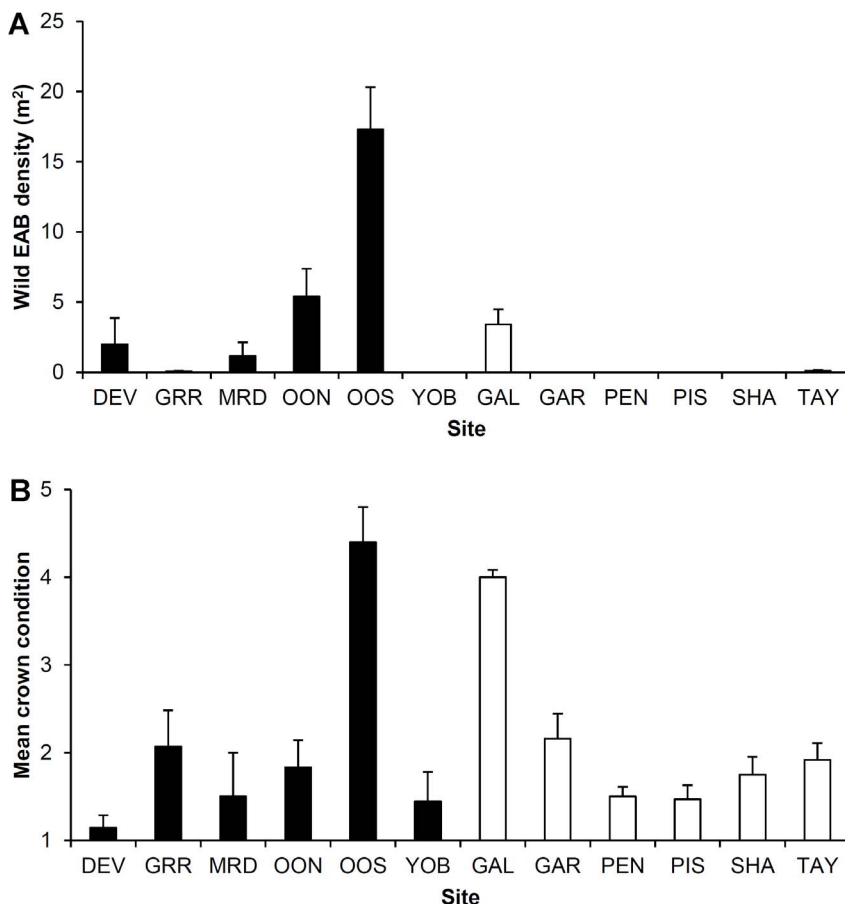 A
Wild EAB density (m²)
25
20
15
10
5
0
DEV GRR MRD OON OOS YOB GAL GAR PEN PIS SHA TAY
Site
B
Mean crown condition
5
4
3
2
1
DEV GRR MRD OON OOS YOB GAL GAR PEN PIS SHA TAY
Site